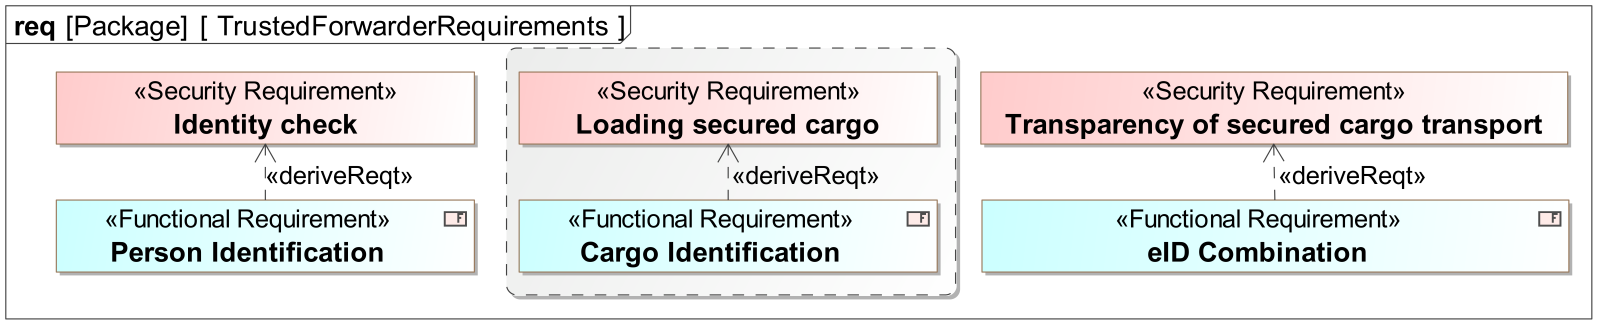 req [Package] [ TrustedForwarderRequirements ]
«Security Requirement»
Identity check
«deriveReqt»
«Functional Requirement»
F
Person Identification
«Security Requirement»
Loading secured cargo
«deriveReqt»
«Functional Requirement»
F
Cargo Identification
«Security Requirement»
Transparency of secured cargo transport
«deriveReqt»
«Functional Requirement»
F
eID Combination